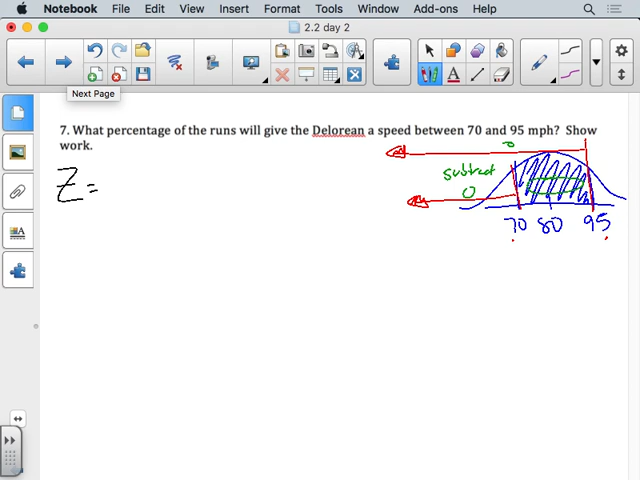 Notebook File Edit View Insert Format Tools Window Add-ons Help
2.2 day 2
Next Page
7. What percentage of the runs will give the Delorean a speed between 70 and 95 mph? Show
work.
Z=
subtract
70 80 95